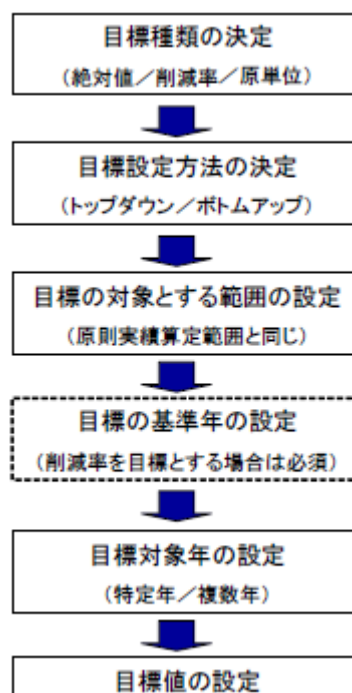 目標種類の決定
(絶対値／削減率／原単位)
目標設定方法の決定
(トップダウン／ボトムアップ)
目標の対象とする範囲の設定
(原則実績算定範囲と同じ)
目標の基準年の設定
(削減率を目標とする場合は必須)
目標対象年の設定
(特定年／複数年)
目標値の設定